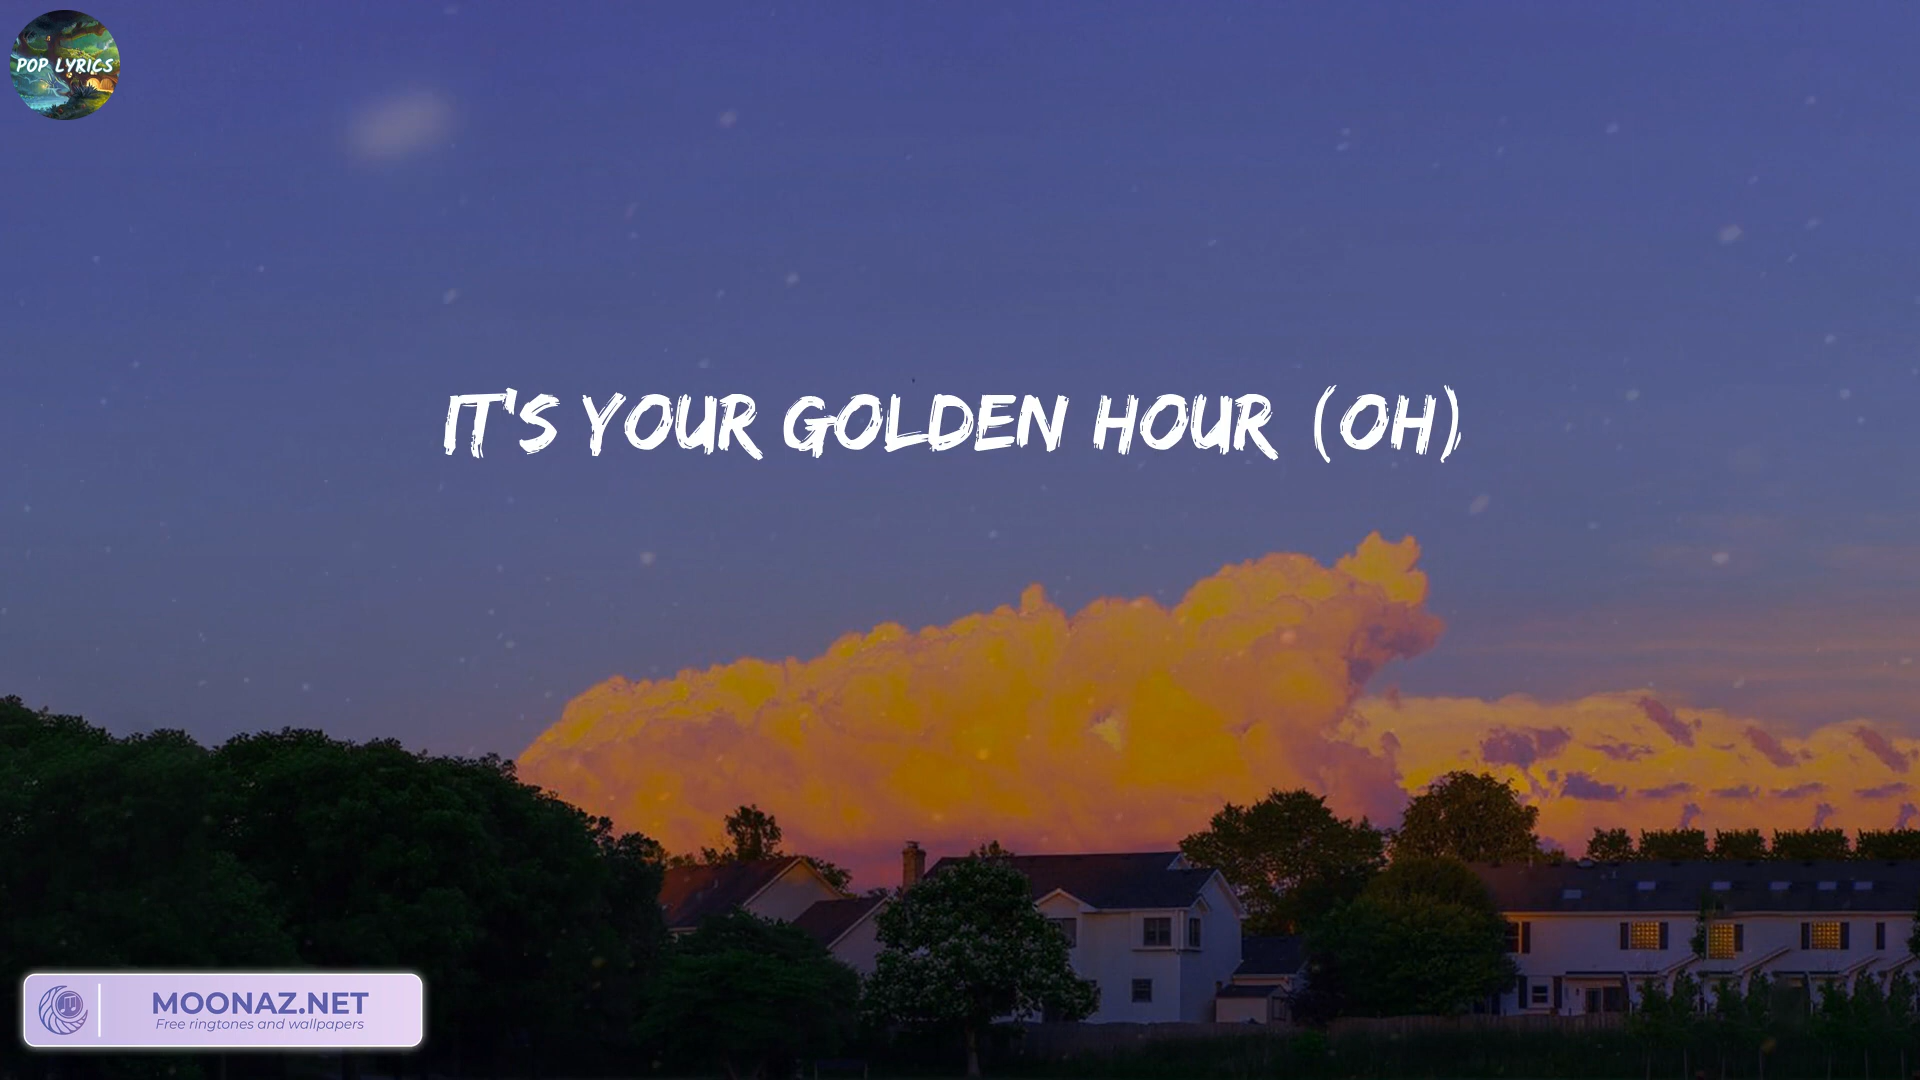 POP LYRICS
IT'S YOUR GOLDEN HOUR (OH)
MOONAZ.NET
Free ringtones and wallpapers